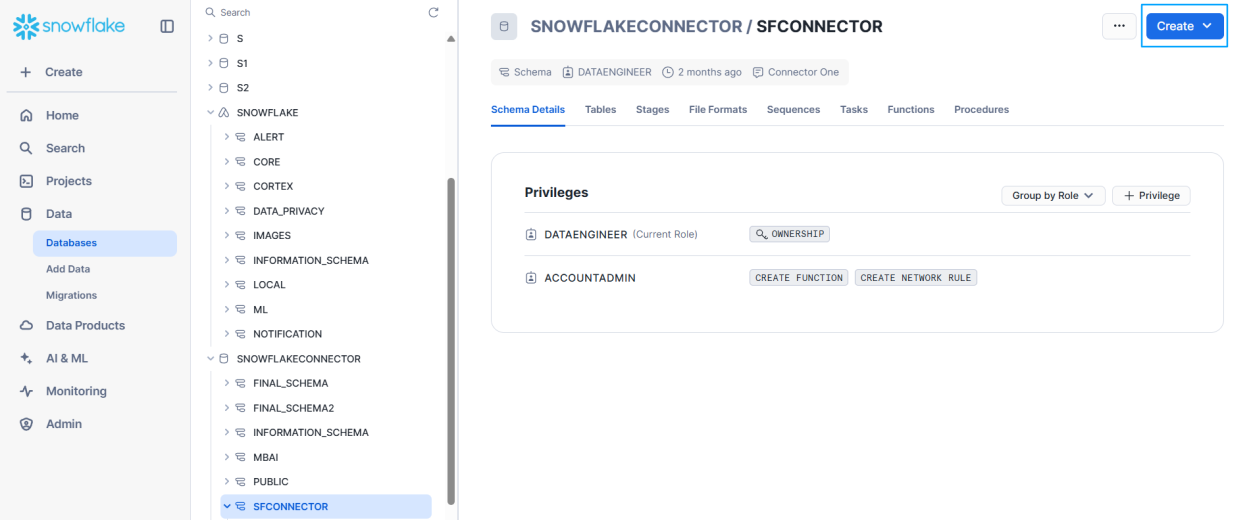 snowflake
Create
Home
Search
Projects
Data
Databases
Add Data
Migrations
Data Products
AI & ML
Monitoring
Admin
Search
S
S1
S2
SNOWFLAKE
ALERT
CORE
CORTEX
DATA_PRIVACY
IMAGES
INFORMATION_SCHEMA
LOCAL
ML
NOTIFICATION
SNOWFLAKECONNECTOR
FINAL_SCHEMA
FINAL_SCHEMA2
INFORMATION_SCHEMA
MBAI
PUBLIC
SFCONNECTOR
SNOWFLAKECONNECTOR / SFCONNECTOR
... Create
Schema DATAENGINEER 2 months ago Connector One
Schema Details Tables Stages File Formats Sequences Tasks Functions Procedures
Privileges Group by Role + Privilege
DATAENGINEER (Current Role) OWNERSHIP
ACCOUNTADMIN CREATE FUNCTION CREATE NETWORK RULE